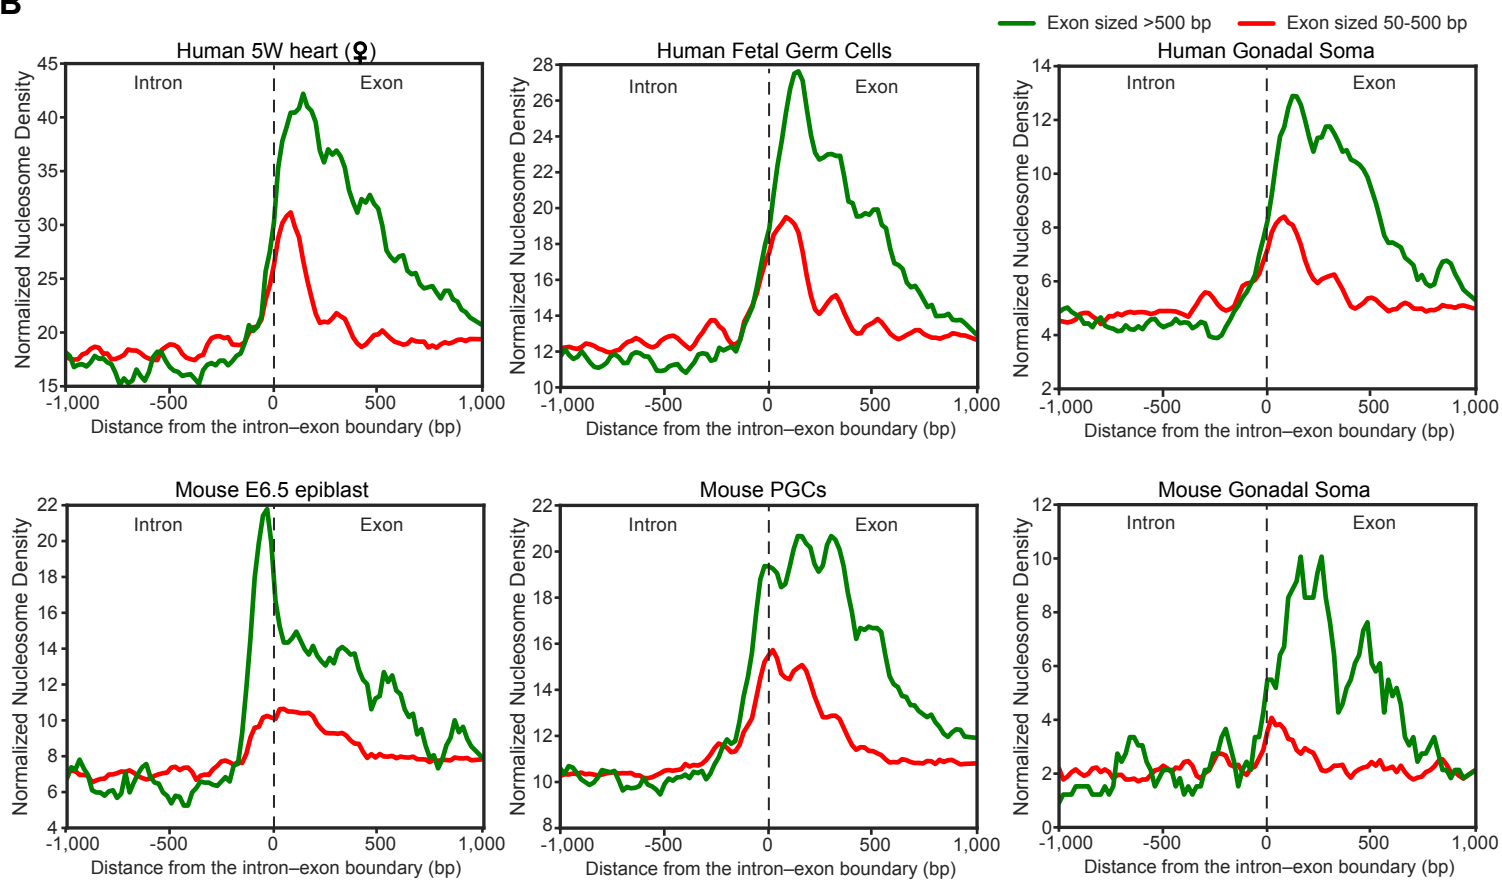 B
Exon sized >500 bp Exon sized 50-500 bp
Human 5W heart (♀)
45
40
35
30
25
20
15
Normalized Nucleosome Density
Intron Exon
-1,000 -500 0 500 1,000
Distance from the intron–exon boundary (bp)
Human Fetal Germ Cells
28
26
24
22
20
18
16
14
12
10
Normalized Nucleosome Density
Intron Exon
-1,000 -500 0 500 1,000
Distance from the intron–exon boundary (bp)
Human Gonadal Soma
14
12
10
8
6
4
2
Normalized Nucleosome Density
Intron Exon
-1,000 -500 0 500 1,000
Distance from the intron–exon boundary (bp)
Mouse E6.5 epiblast
22
20
18
16
14
12
10
8
6
4
Normalized Nucleosome Density
Intron Exon
-1,000 -500 0 500 1,000
Distance from the intron–exon boundary (bp)
Mouse PGCs
22
20
18
16
14
12
10
8
Normalized Nucleosome Density
Intron Exon
-1,000 -500 0 500 1,000
Distance from the intron–exon boundary (bp)
Mouse Gonadal Soma
12
10
8
6
4
2
0
Normalized Nucleosome Density
Intron Exon
-1,000 -500 0 500 1,000
Distance from the intron–exon boundary (bp)